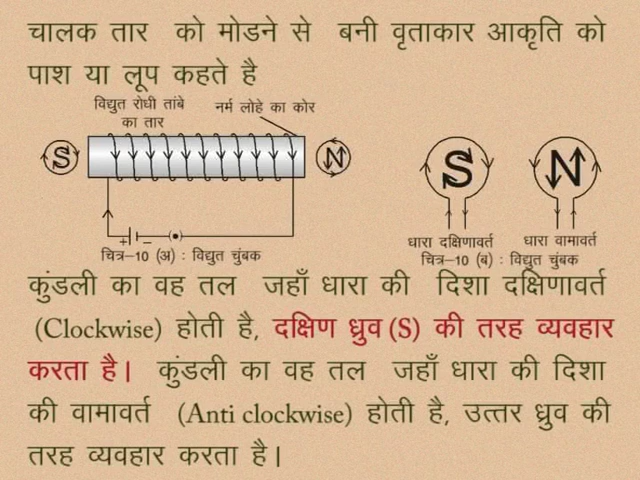 चालक तार को मोडने से बनी वृताकार आकृति को
पाश या लूप कहते है
विद्युत रोधी तांबे
का तार
नर्म लोहे का कोर
S
N
S
N
+ −
चित्र–10 (अ) : विद्युत चुंबक
धारा दक्षिणावर्त
धारा वामावर्त
चित्र–10 (ब) : विद्युत चुंबक
कुंडली का वह तल जहाँ धारा की दिशा दक्षिणावर्त
(Clockwise) होती है, दक्षिण ध्रुव (S) की तरह व्यवहार
करता है। कुंडली का वह तल जहाँ धारा की दिशा
की वामावर्त (Anti clockwise) होती है, उत्तर ध्रुव की
तरह व्यवहार करता है।